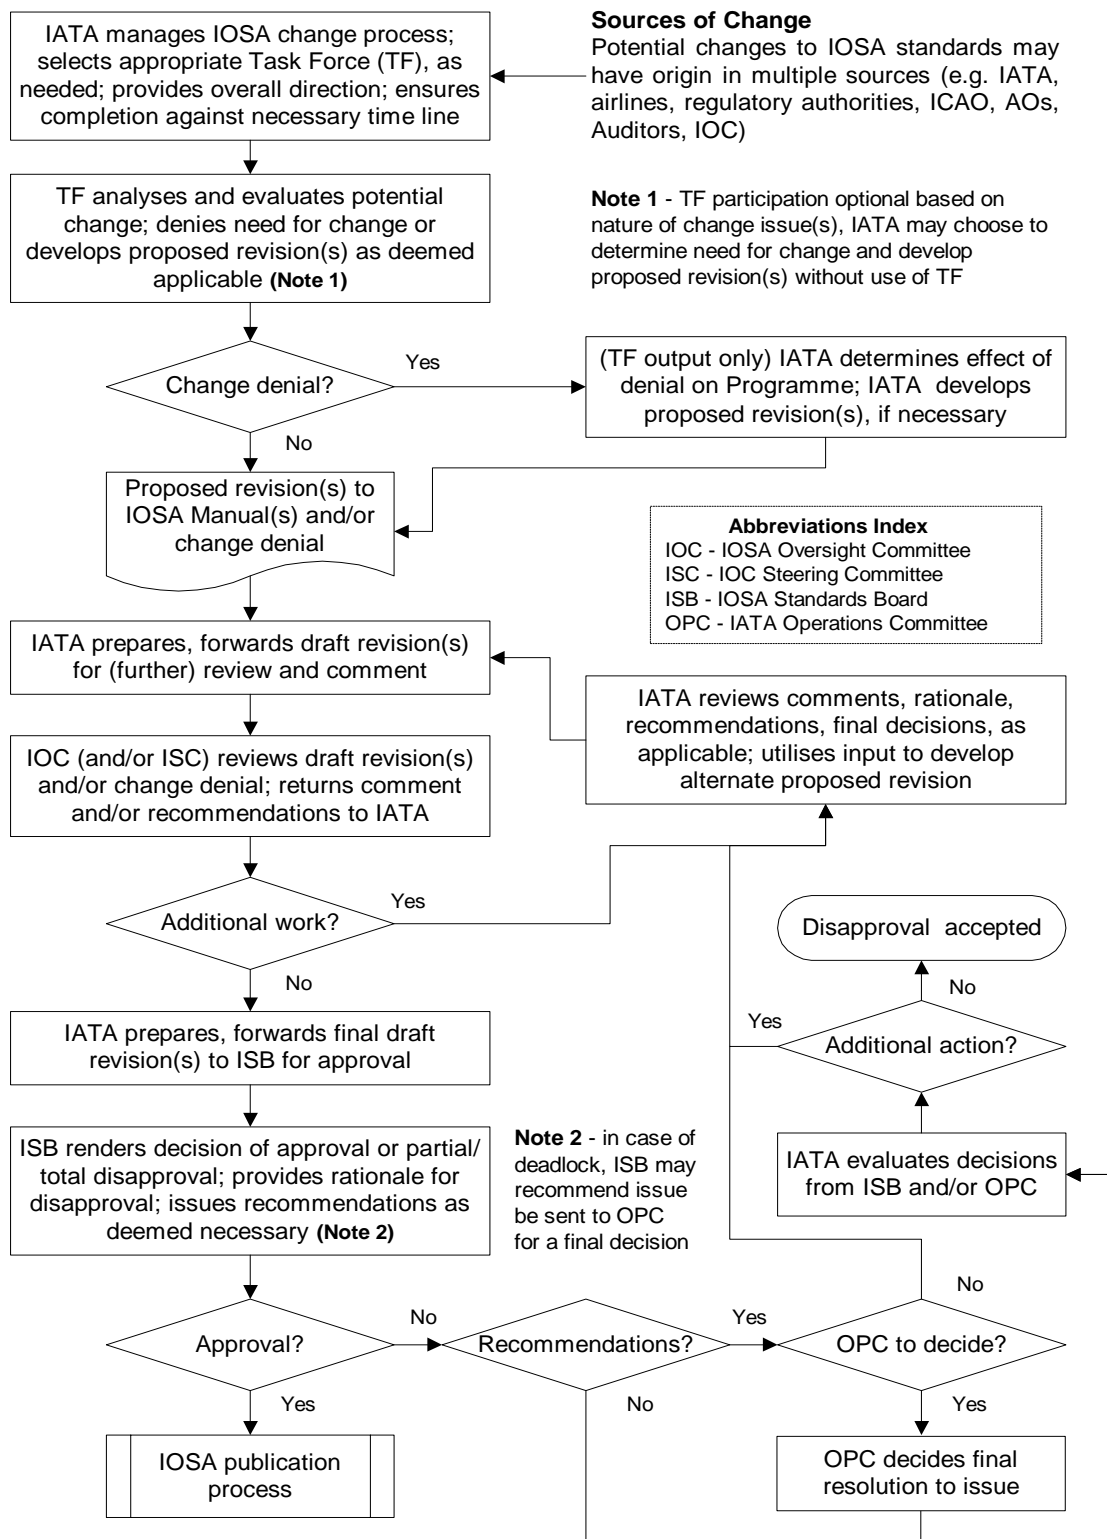 IATA manages IOSA change process;
selects appropriate Task Force (TF), as
needed; provides overall direction; ensures
completion against necessary time line
Sources of Change
Potential changes to IOSA standards may
have origin in multiple sources (e.g. IATA,
airlines, regulatory authorities, ICAO, AOs,
Auditors, IOC)
TF analyses and evaluates potential
change; denies need for change or
develops proposed revision(s) as deemed
applicable (Note 1)
Note 1 - TF participation optional based on
nature of change issue(s), IATA may choose to
determine need for change and develop
proposed revision(s) without use of TF
Change denial?
Yes
No
(TF output only) IATA determines effect of
denial on Programme; IATA develops
proposed revision(s), if necessary
Proposed revision(s) to
IOSA Manual(s) and/or
change denial
Abbreviations Index
IOC - IOSA Oversight Committee
ISC - IOC Steering Committee
ISB - IOSA Standards Board
OPC - IATA Operations Committee
IATA prepares, forwards draft revision(s)
for (further) review and comment
IATA reviews comments, rationale,
recommendations, final decisions, as
applicable; utilises input to develop
alternate proposed revision
IOC (and/or ISC) reviews draft revision(s)
and/or change denial; returns comment
and/or recommendations to IATA
Additional work?
Yes
No
Disapproval accepted
No
Yes
Additional action?
IATA prepares, forwards final draft
revision(s) to ISB for approval
ISB renders decision of approval or partial/
total disapproval; provides rationale for
disapproval; issues recommendations as
deemed necessary (Note 2)
Note 2 - in case of
deadlock, ISB may
recommend issue
be sent to OPC
for a final decision
IATA evaluates decisions
from ISB and/or OPC
Approval?
No
Yes
Recommendations?
Yes
No
OPC to decide?
No
Yes
IOSA publication
process
OPC decides final
resolution to issue